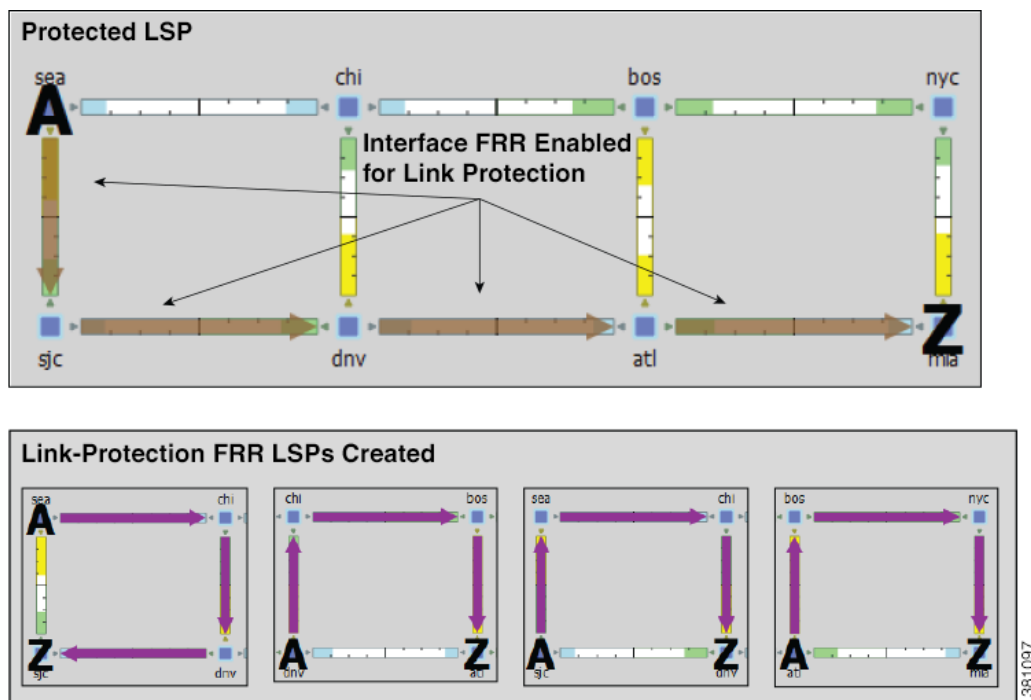 Protected LSP
sea chi bos nyc
A
Interface FRR Enabled
for Link Protection
Z
sjc dnv atl mia
Link-Protection FRR LSPs Created
sea chi
A
Z
sjc dnv
chi bos
A Z
dnv atl
sea chi
A Z
sjc dnv
bos nyc
A Z
atl mia
381097